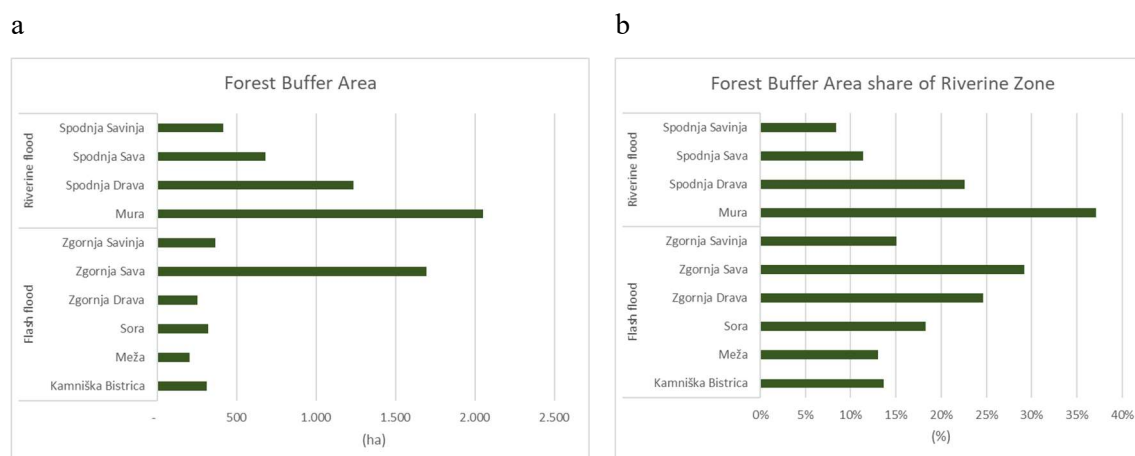 a
Forest Buffer Area
Riverine flood
Spodnja Savinja
Spodnja Sava
Spodnja Drava
Mura
Flash flood
Zgornja Savinja
Zgornja Sava
Zgornja Drava
Sora
Meža
Kamniška Bistrica
- 500 1.000 1.500 2.000 2.500
(ha)
b
Forest Buffer Area share of Riverine Zone
Riverine flood
Spodnja Savinja
Spodnja Sava
Spodnja Drava
Mura
Flash flood
Zgornja Savinja
Zgornja Sava
Zgornja Drava
Sora
Meža
Kamniška Bistrica
0% 5% 10% 15% 20% 25% 30% 35% 40%
(%)